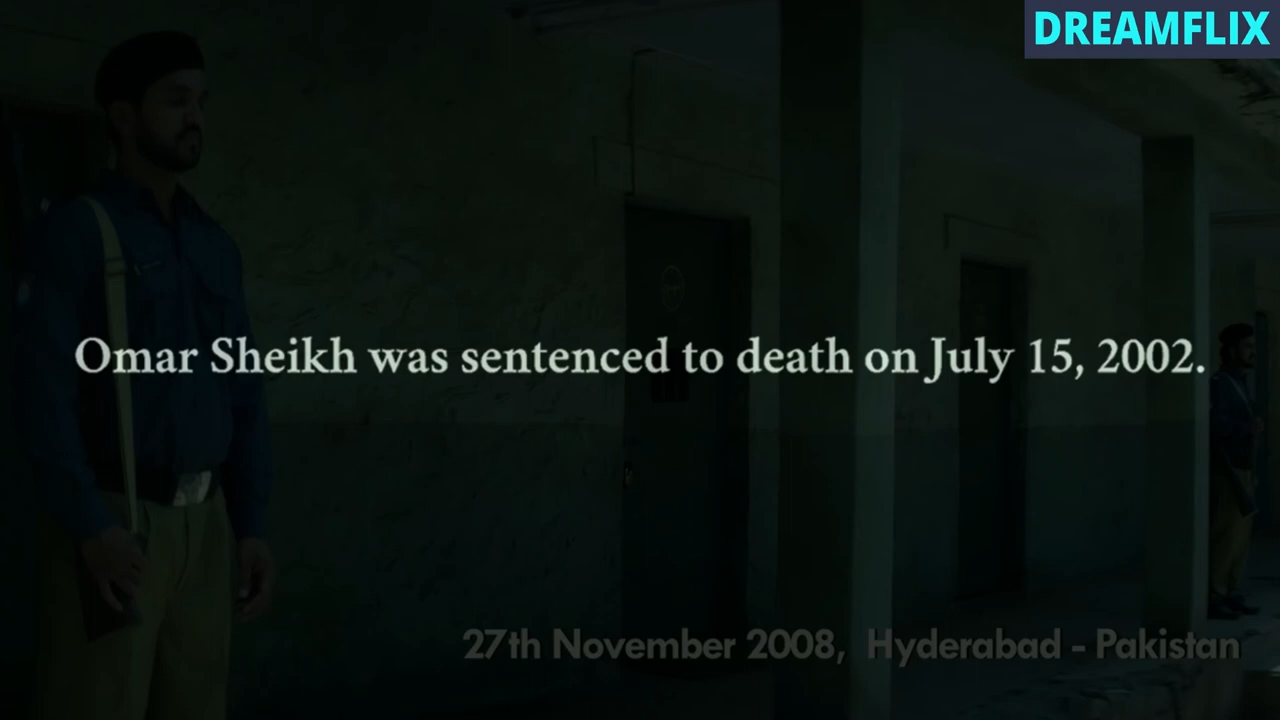 DREAMFLIX
Omar Sheikh was sentenced to death on July 15, 2002.
27th November 2008, Hyderabad - Pakistan